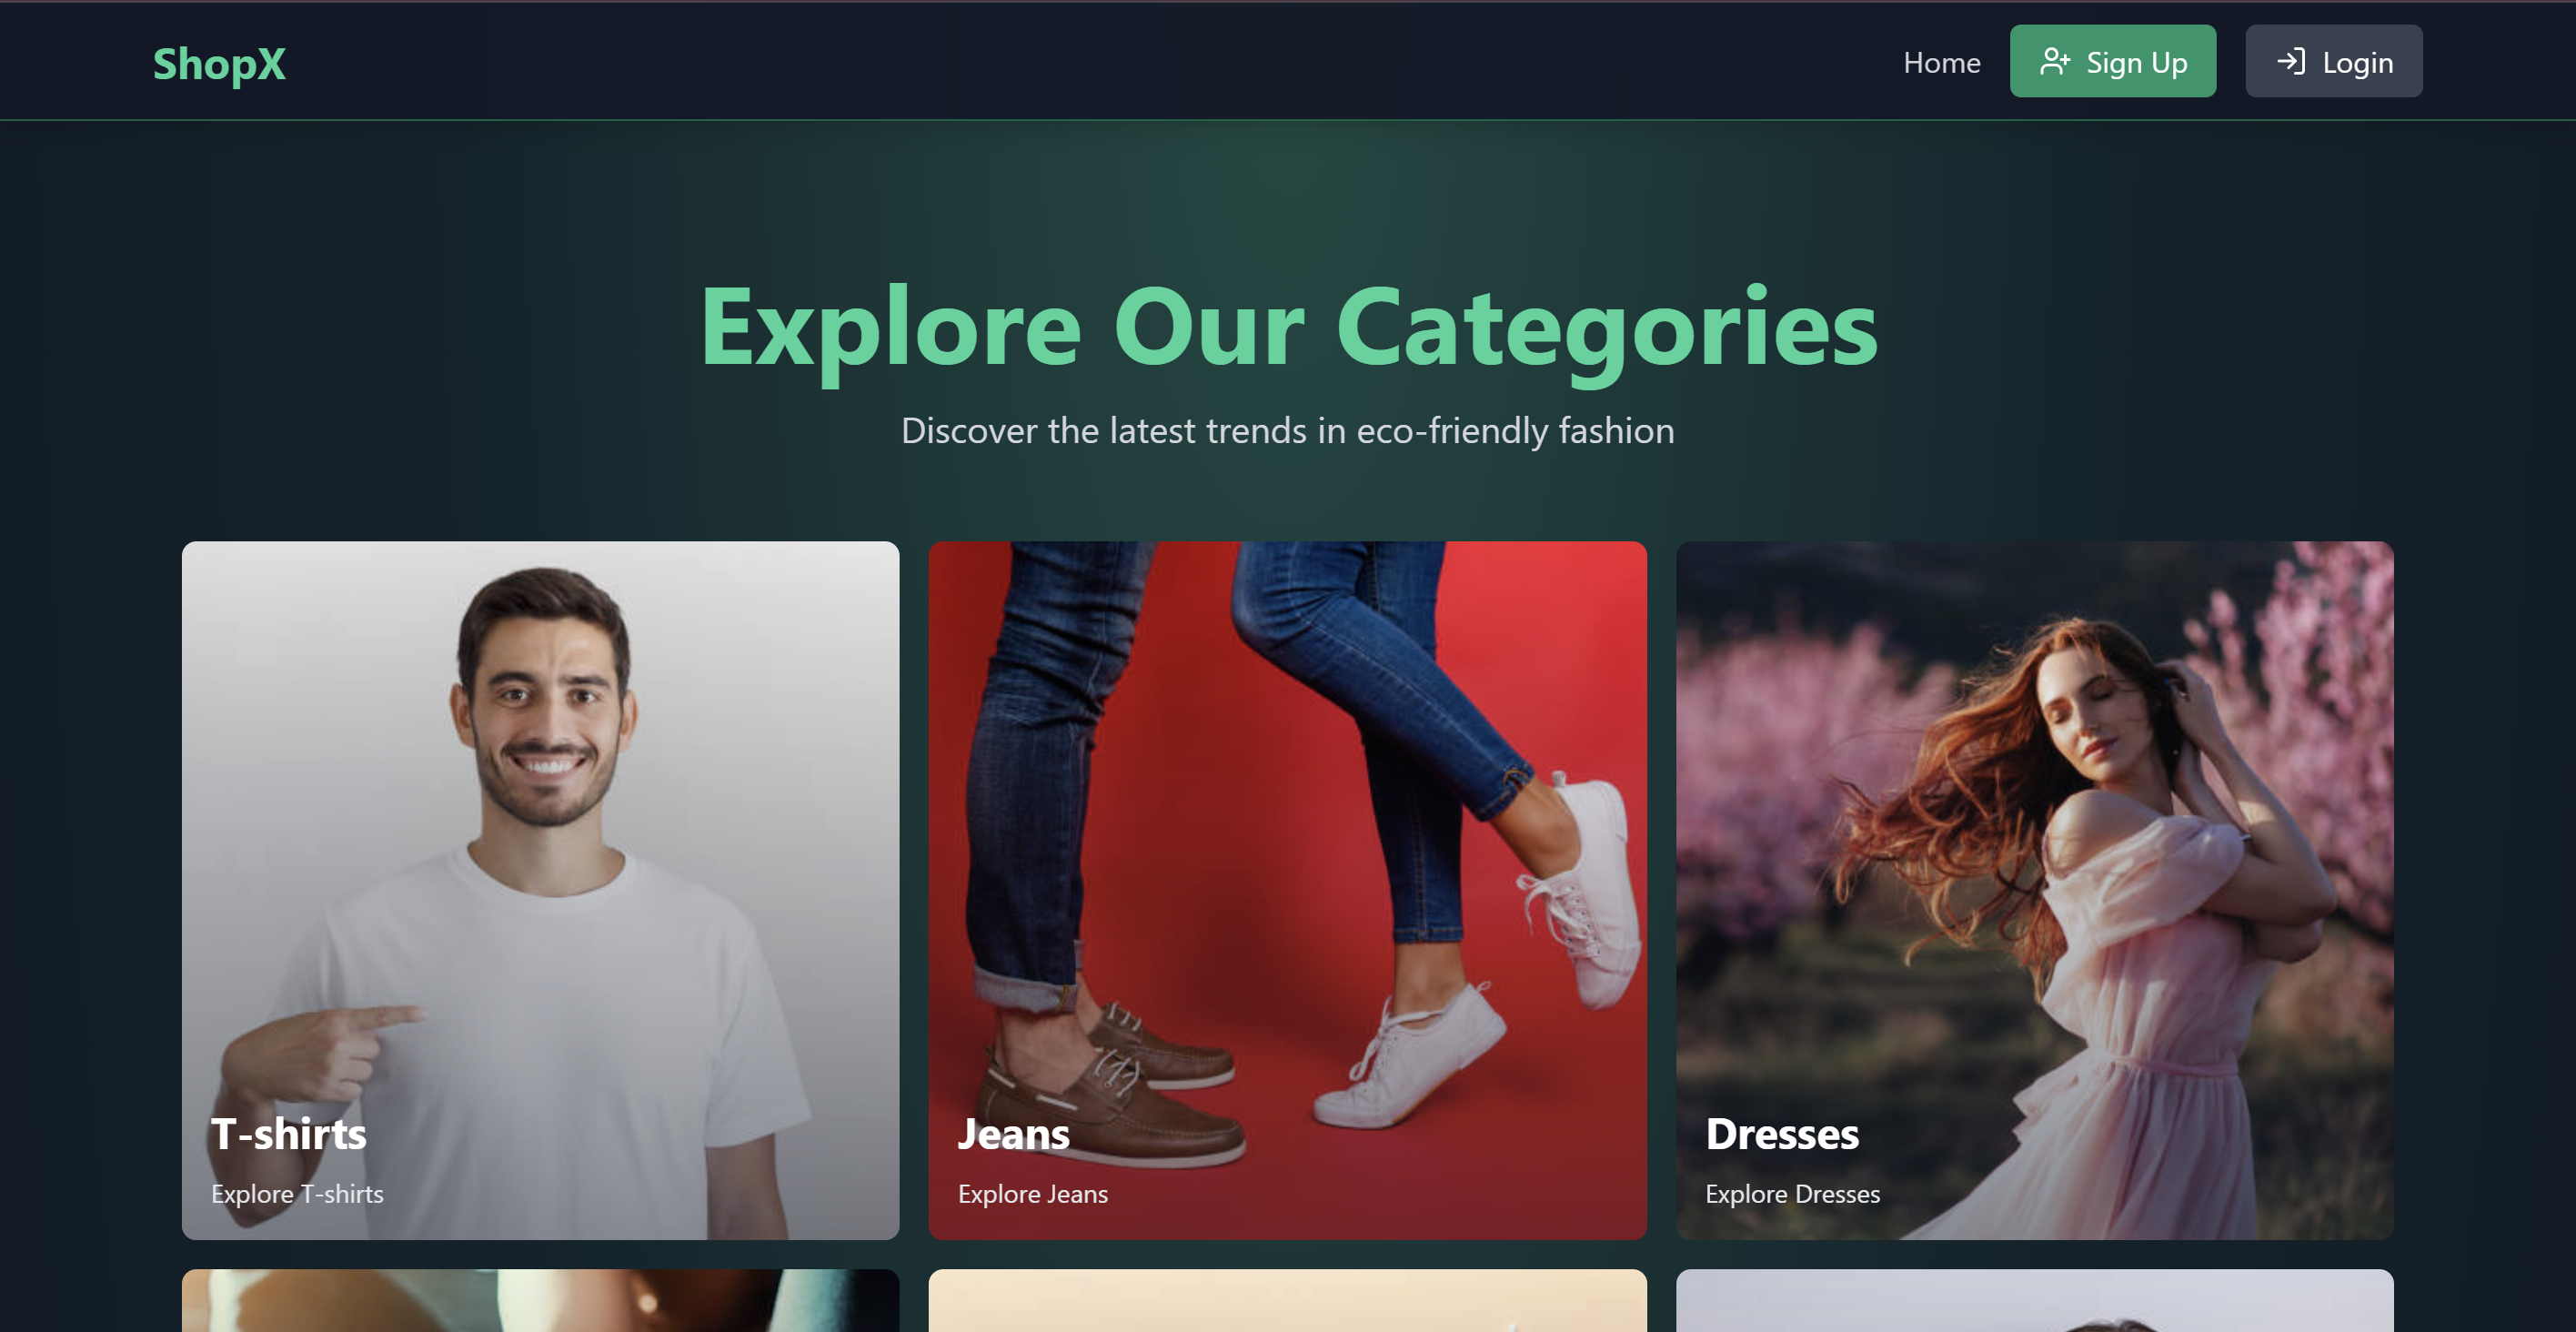 ShopX
Home
Sign Up
Login
Explore Our Categories
Discover the latest trends in eco-friendly fashion
T-shirts
Explore T-shirts
Jeans
Explore Jeans
Dresses
Explore Dresses